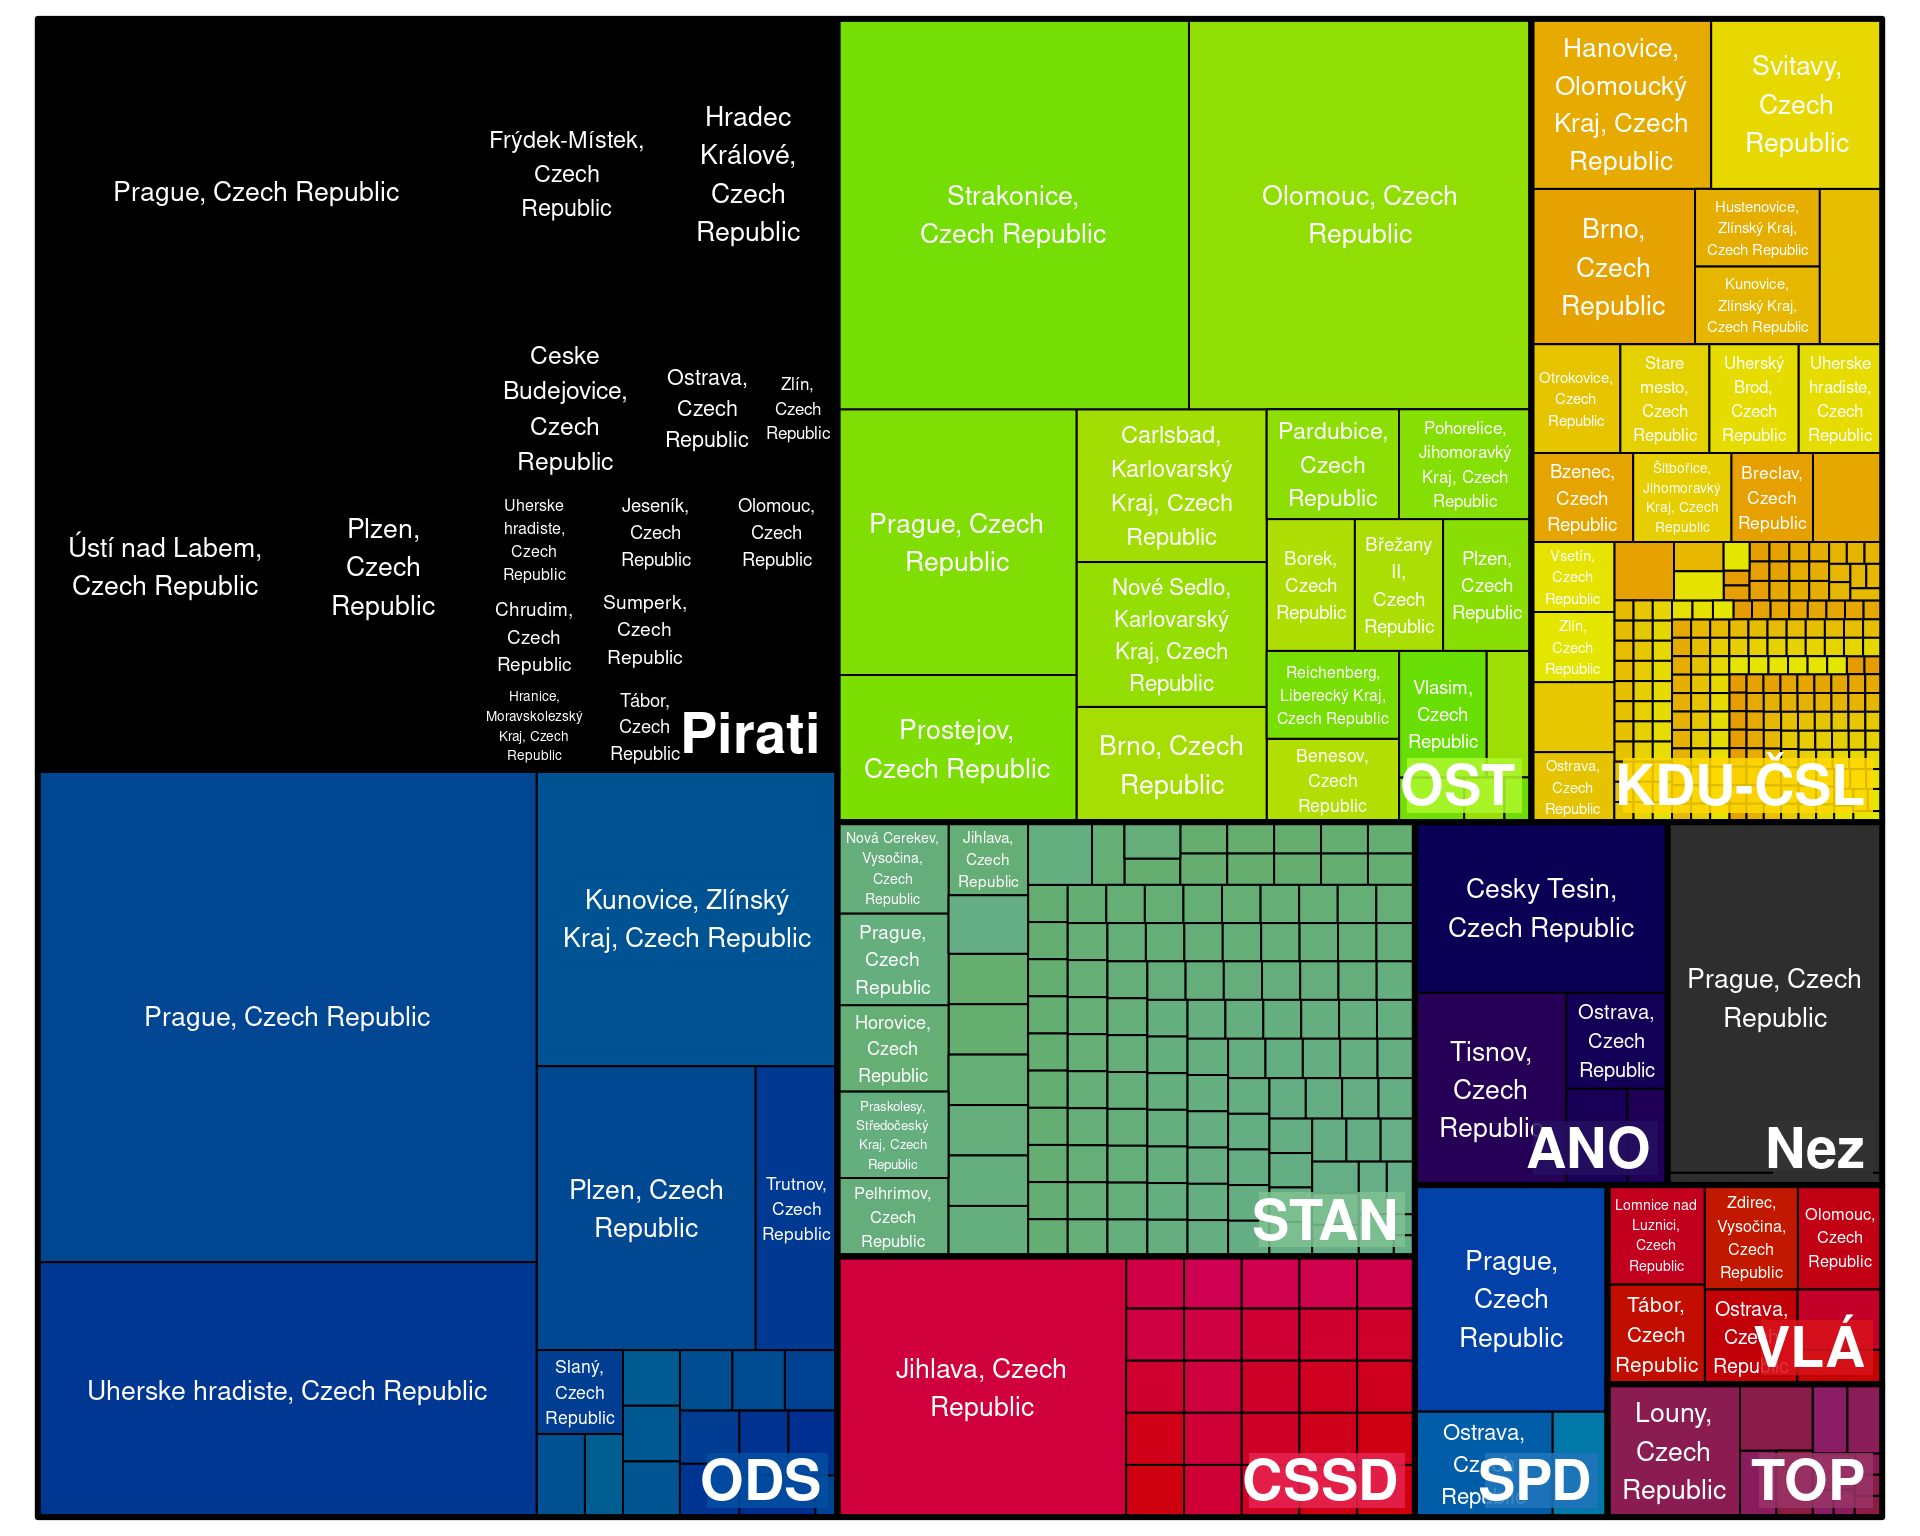 Prague, Czech Republic
Frýdek-Místek,
Czech
Republic
Hradec
Králové,
Czech
Republic
Ceske
Budejovice,
Czech
Republic
Ostrava,
Czech
Republic
Zlín,
Czech
Republic
Ústí nad Labem,
Czech Republic
Plzen,
Czech
Republic
Uherske
hradiste,
Czech
Republic
Jeseník,
Czech
Republic
Olomouc,
Czech
Republic
Chrudim,
Czech
Republic
Sumperk,
Czech
Republic
Hranice,
Moravskolezský
Kraj, Czech
Republic
Tábor,
Czech
Republic
Pirati
Strakonice,
Czech Republic
Olomouc, Czech
Republic
Prague, Czech
Republic
Prostejov,
Czech Republic
Carlsbad,
Karlovarský
Kraj, Czech
Republic
Nové Sedlo,
Karlovarský
Kraj, Czech
Republic
Brno, Czech
Republic
Pardubice,
Czech
Republic
Pohorelice,
Jihomoravký
Kraj, Czech
Republic
Borek,
Czech
Republic
Břežany
II,
Czech
Republic
Plzen,
Czech
Republic
Reichenberg,
Liberecký Kraj,
Czech Republic
Benesov,
Czech
Republic
Vlasim,
Czech
Republic
OST
Hanovice,
Olomoucký
Kraj, Czech
Republic
Svitavy,
Czech
Republic
Brno,
Czech
Republic
Hustenovice,
Zlínský Kraj,
Czech Republic
Kunovice,
Zlínský Kraj,
Czech Republic
Otrokovice,
Czech
Republic
Stare
mesto,
Czech
Republic
Uherský
Brod,
Czech
Republic
Uherske
hradiste,
Czech
Republic
Bzenec,
Czech
Republic
Šitbořice,
Jihomoravký
Kraj, Czech
Republic
Breclav,
Czech
Republic
Vsetín,
Czech
Republic
Zlín,
Czech
Republic
Ostrava,
Czech
Republic
KDU-ČSL
Prague, Czech Republic
Kunovice, Zlínský
Kraj, Czech Republic
Plzen, Czech
Republic
Trutnov,
Czech
Republic
Uherske hradiste, Czech Republic
Slaný,
Czech
Republic
ODS
Nová Cerekev,
Vysočina,
Czech
Republic
Jihlava,
Czech
Republic
Prague,
Czech
Republic
Horovice,
Czech
Republic
Praskolesy,
Středočeský
Kraj, Czech
Republic
Pelhrimov,
Czech
Republic
STAN
Jihlava, Czech
Republic
CSSD
Cesky Tesin,
Czech Republic
Tisnov,
Czech
Republic
Ostrava,
Czech
Republic
ANO
Prague, Czech
Republic
Nez
Prague,
Czech
Republic
Ostrava,
Czech
Republic
SPD
Lomnice nad
Luznici,
Czech
Republic
Zdirec,
Vysočina,
Czech
Republic
Olomouc,
Czech
Republic
Tábor,
Czech
Republic
Ostrava,
Czech
Republic
VLÁ
Louny,
Czech
Republic
TOP